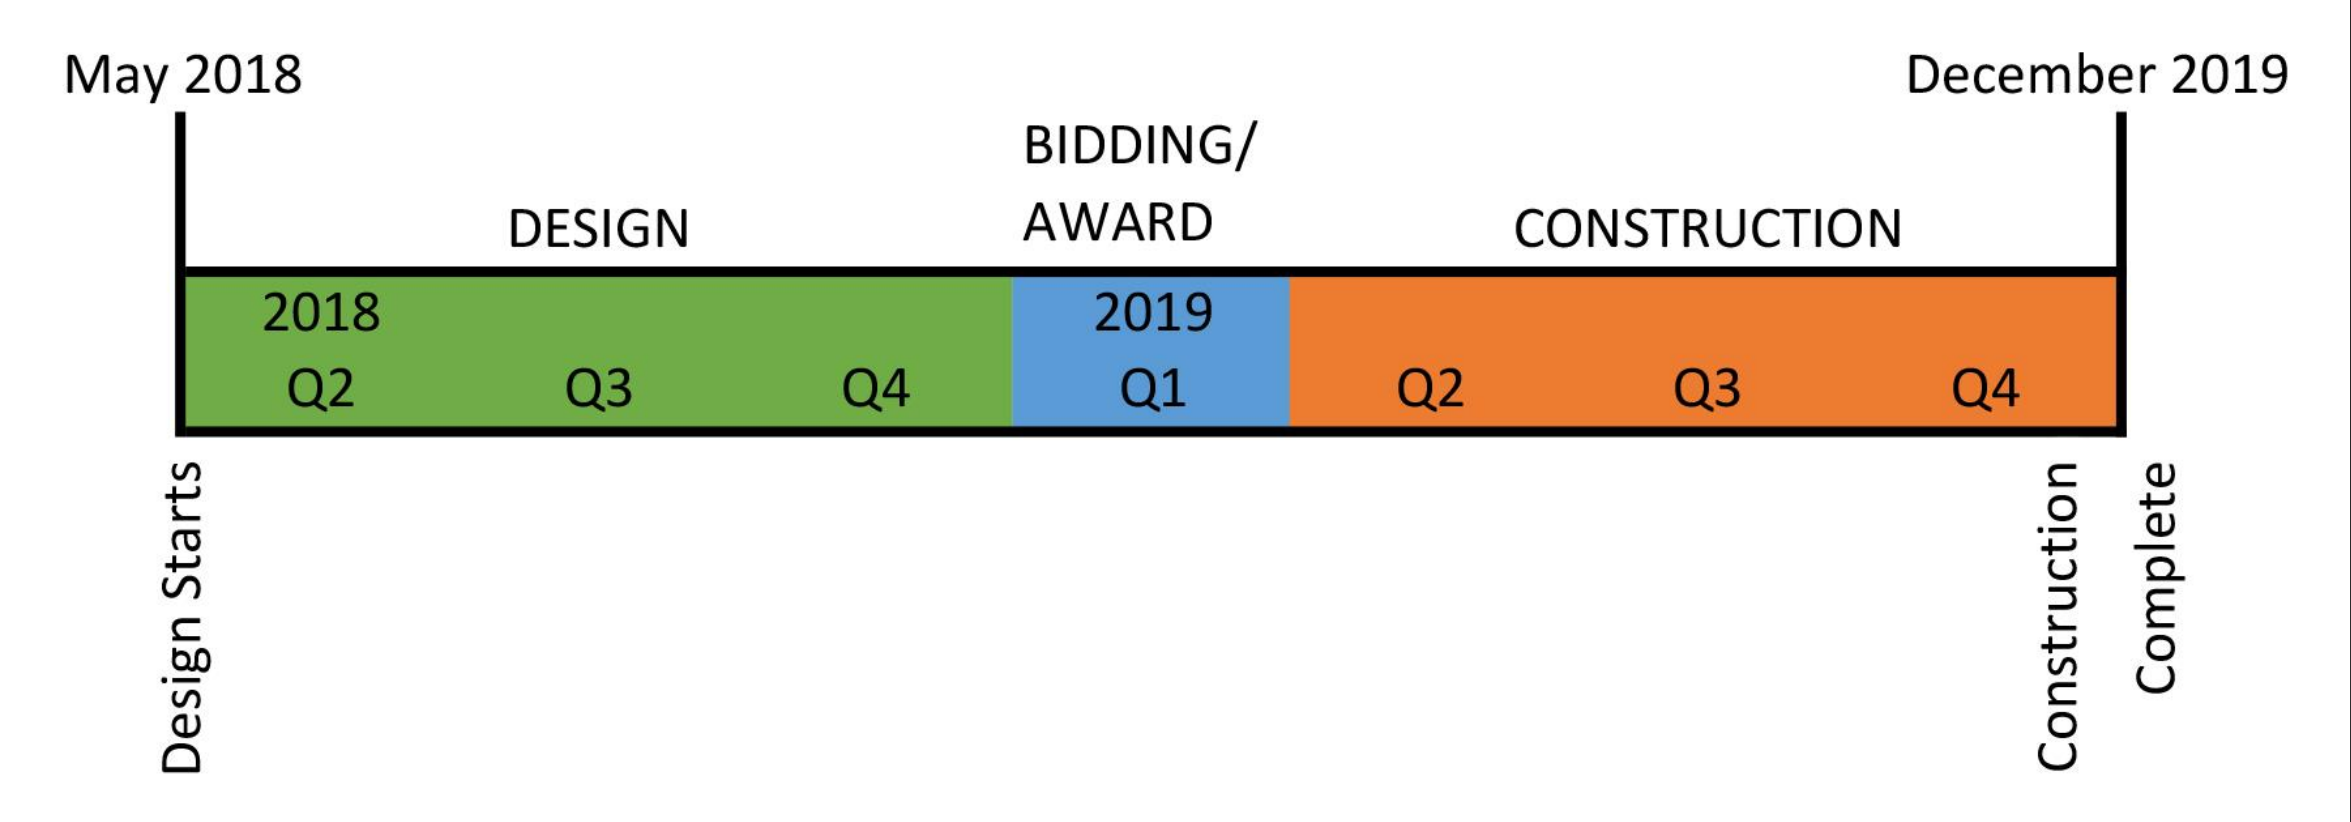 May 2018
December 2019
BIDDING/
AWARD
DESIGN
CONSTRUCTION
2018
2019
Q2 Q3 Q4 Q1 Q2 Q3 Q4
Design Starts
Construction
Complete